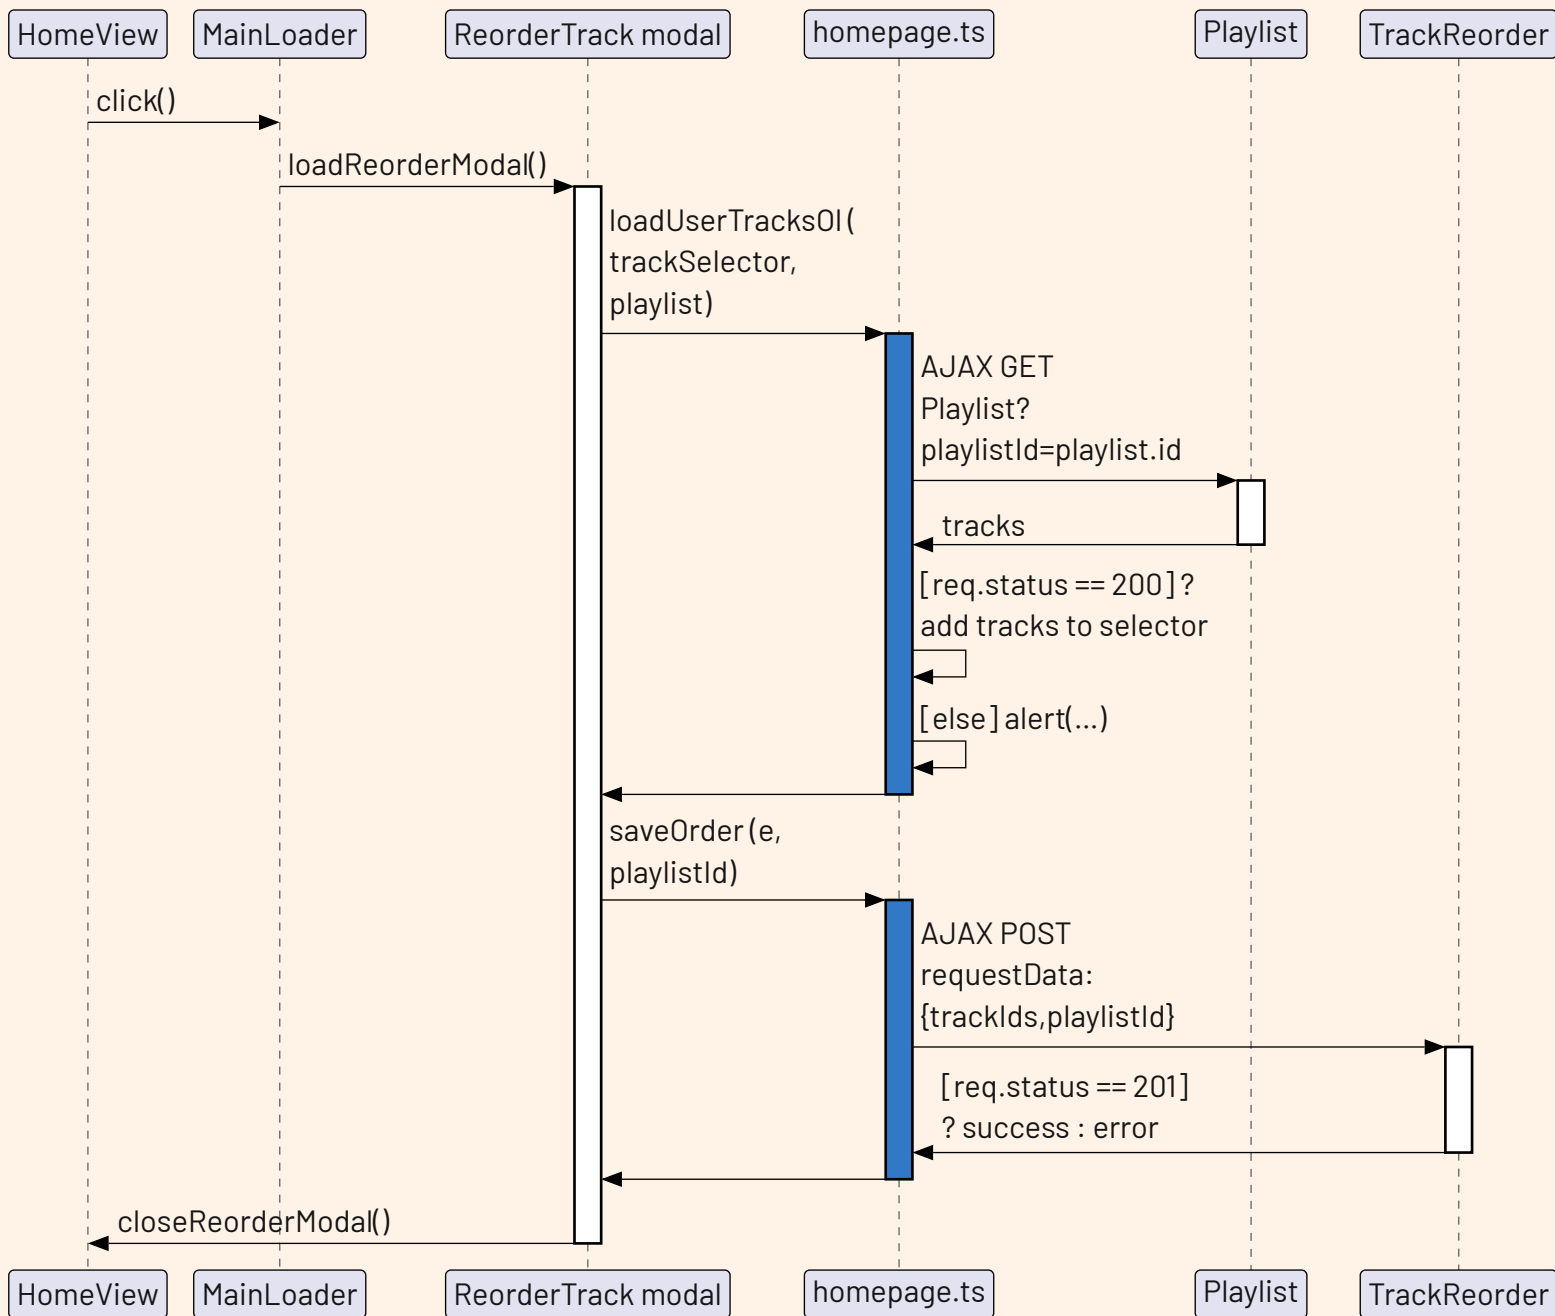 HomeView MainLoader ReorderTrack modal homepage.ts Playlist TrackReorder
click()
loadReorderModal()
loadUserTracksOl(
trackSelector,
playlist)
AJAX GET
Playlist?
playlistId=playlist.id
tracks
[req.status == 200]?
add tracks to selector
[else] alert(...)
saveOrder(e,
playlistId)
AJAX POST
requestData:
{trackIds,playlistId}
[req.status == 201]
? success : error
closeReorderModal()
HomeView MainLoader ReorderTrack modal homepage.ts Playlist TrackReorder